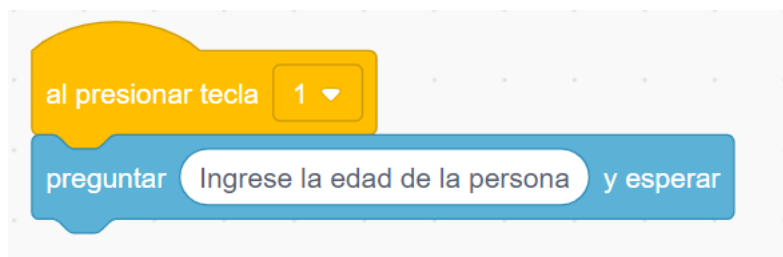 al presionar tecla 1
preguntar Ingrese la edad de la persona y esperar